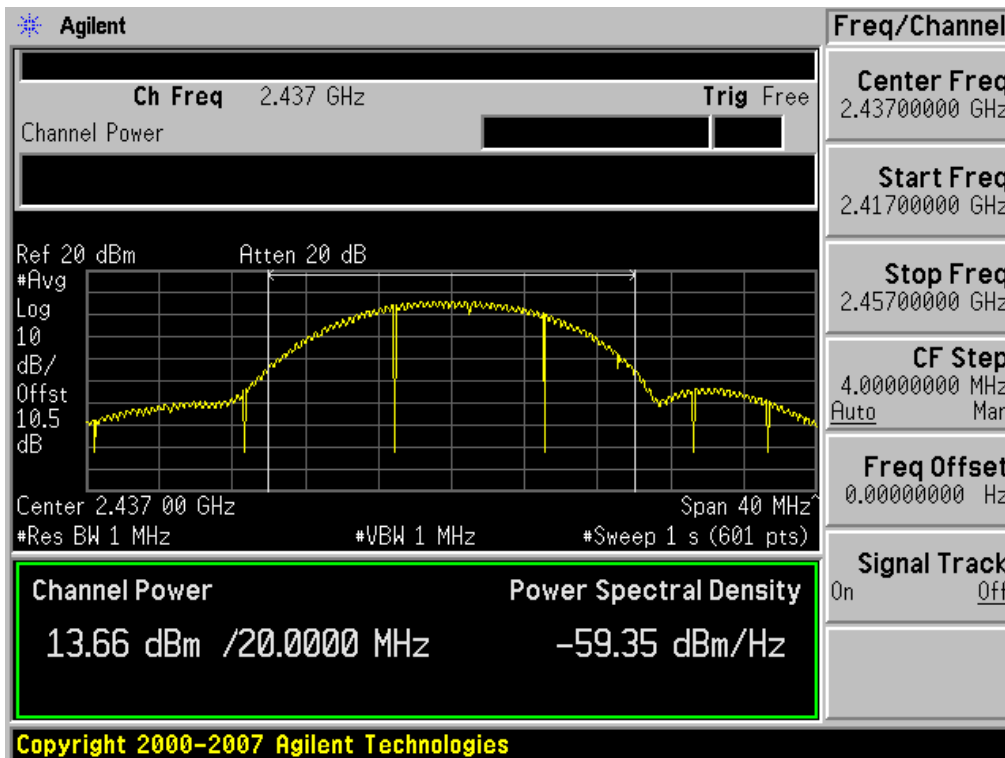 Agilent
Freq/Channel
Ch Freq 2.437 GHz Trig Free
Channel Power
Center Freq
2.43700000 GHz
Start Freq
2.41700000 GHz
Stop Freq
2.45700000 GHz
CF Step
4.00000000 MHz
Auto Man
Freq Offset
0.00000000 Hz
Signal Track
On Off
Ref 20 dBm Atten 20 dB
#Avg
Log
10
dB/
Offst
10.5
dB
Center 2.437 00 GHz Span 40 MHz^
#Res BW 1 MHz #VBW 1 MHz #Sweep 1 s (601 pts)
Channel Power Power Spectral Density
13.66 dBm /20.0000 MHz -59.35 dBm/Hz
Copyright 2000-2007 Agilent Technologies